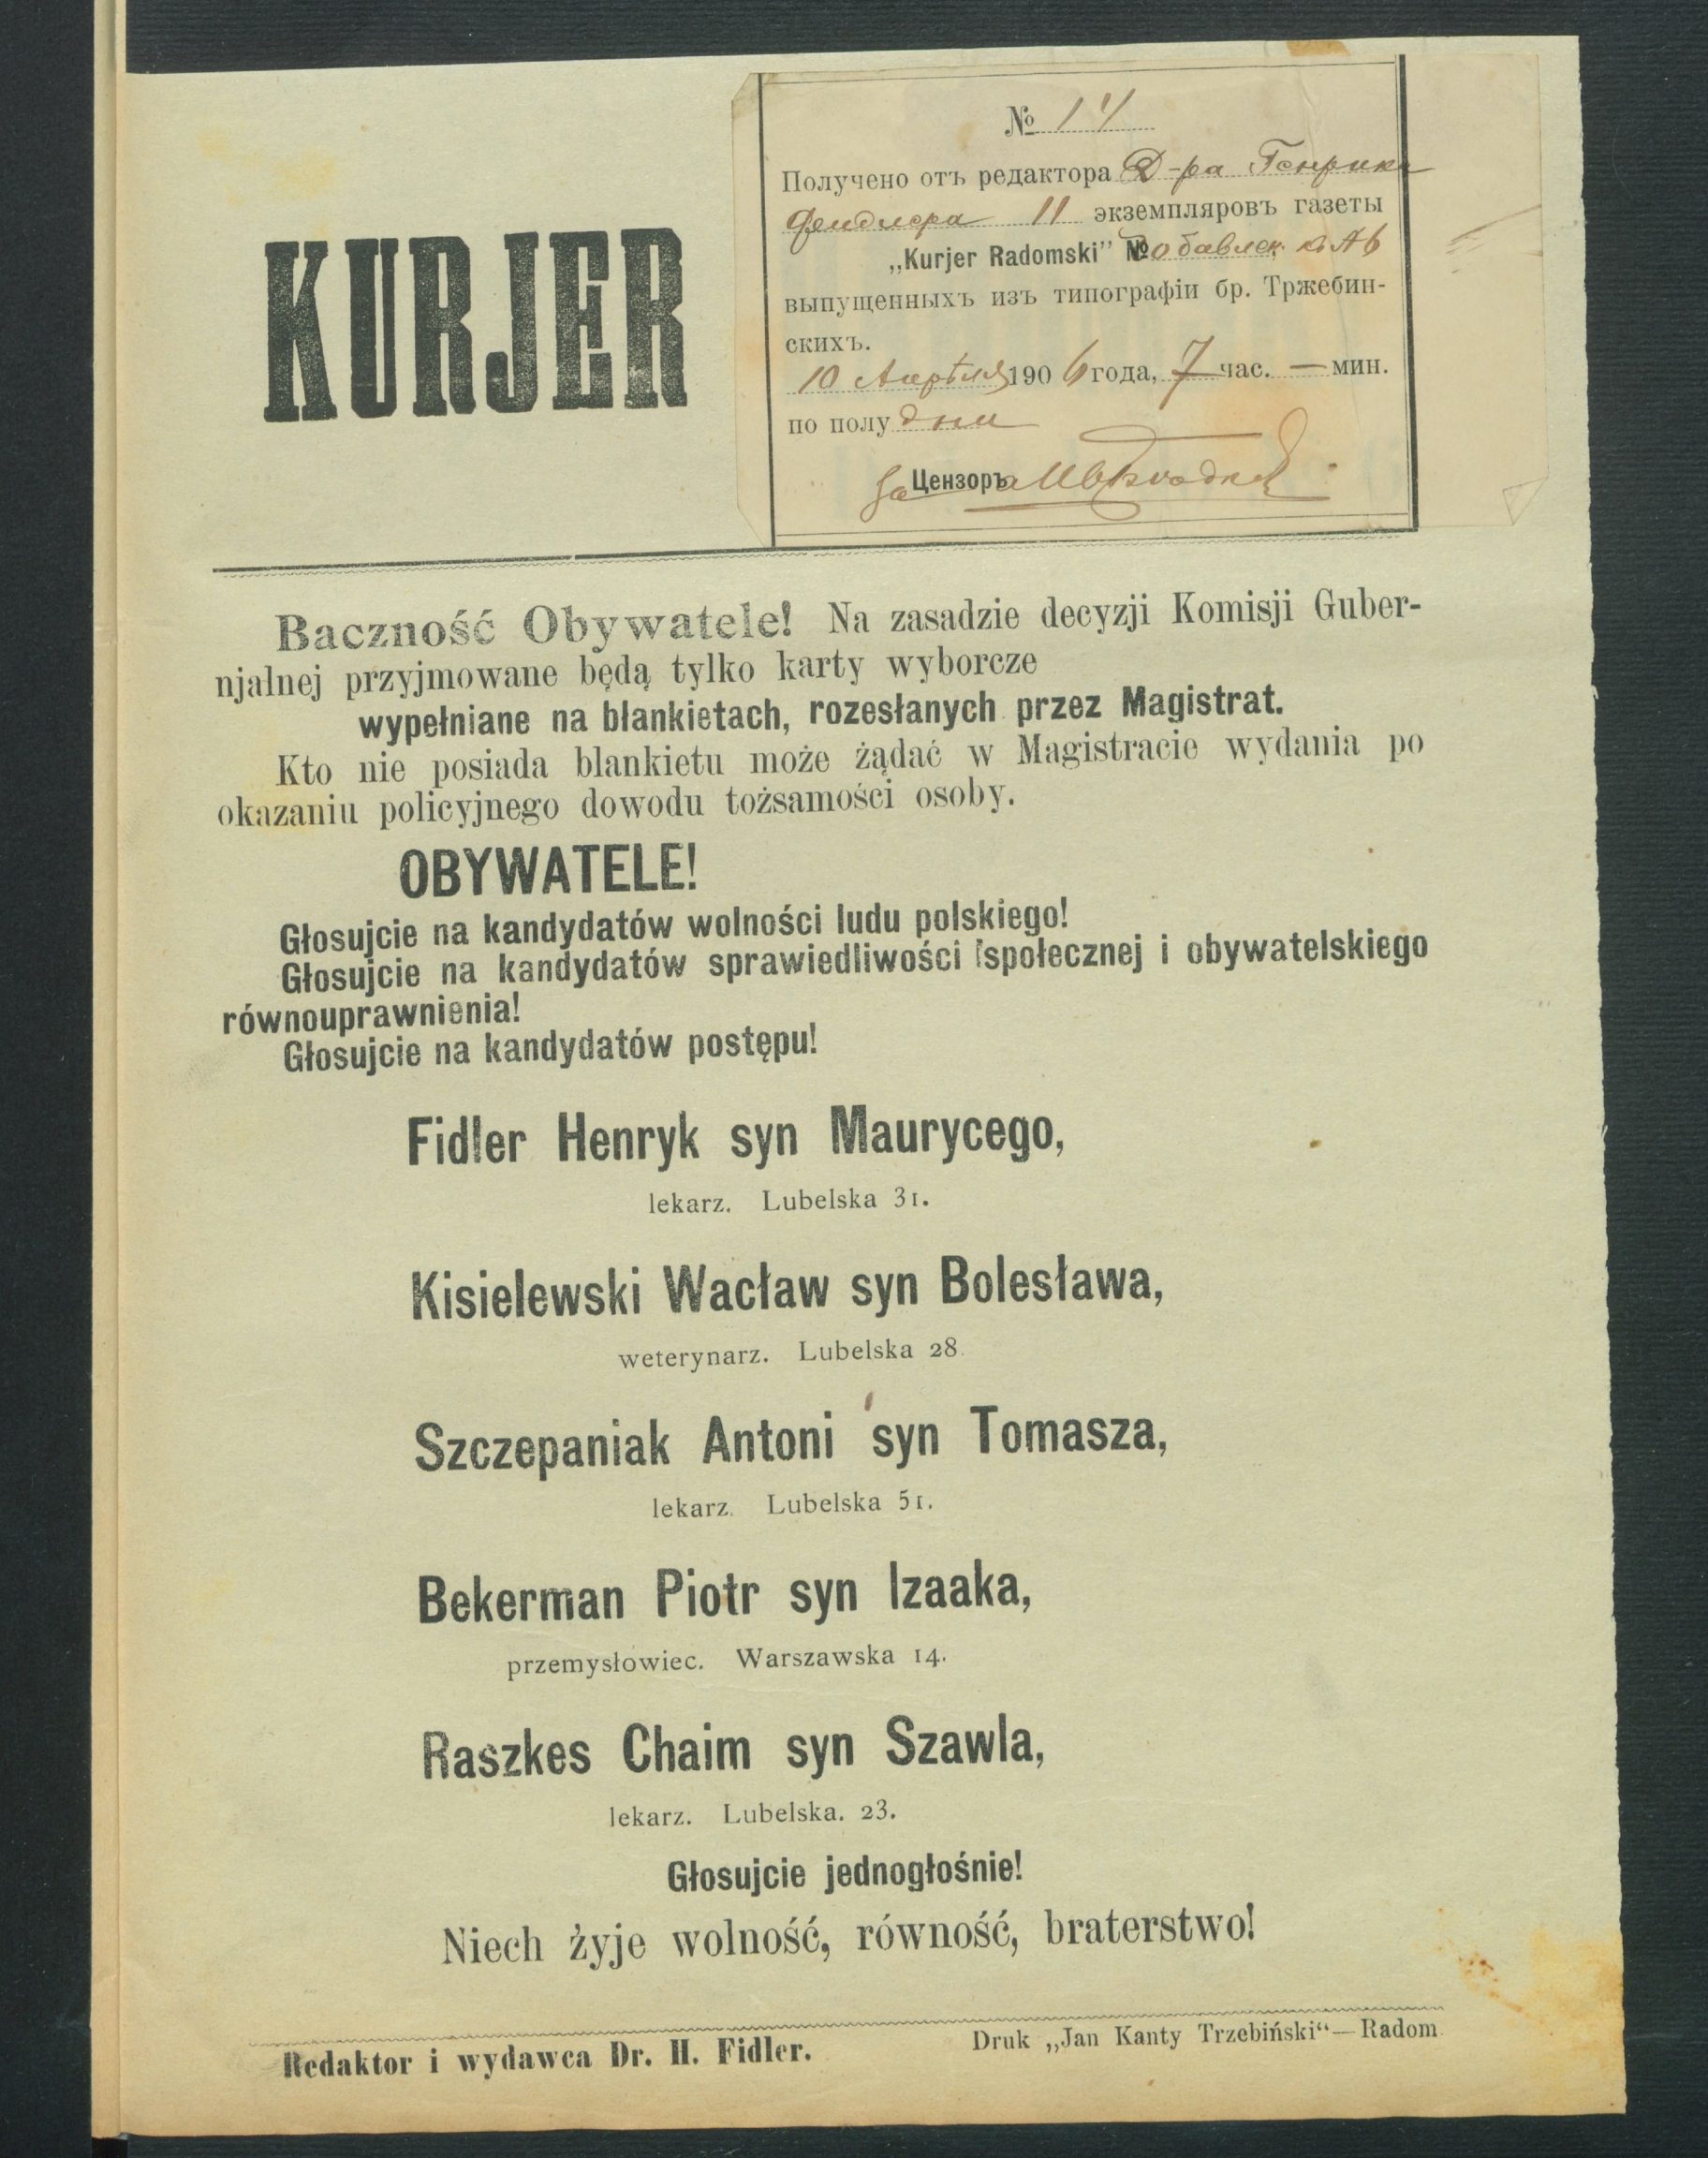 KURJER
№ 14
Получено отъ редактора Д-ра Генрика
Фидлера 11 экземпляровъ газеты
„Kurjer Radomski” №
выпущенныхъ изъ типографіи бр. Тржебин-
скихъ.
10 Апрѣля 1906 года, 7 час. — мин.
по полудни
За Цензора
Baczność Obywatele! Na zasadzie decyzji Komisji Guber-
njalnej przyjmowane będą tylko karty wyborcze
wypełniane na blankietach, rozesłanych przez Magistrat.
Kto nie posiada blankietu może żądać w Magistracie wydania po
okazaniu policyjnego dowodu tożsamości osoby.
OBYWATELE!
Głosujcie na kandydatów wolności ludu polskiego!
Głosujcie na kandydatów sprawiedliwości społecznej i obywatelskiego
równouprawnienia!
Głosujcie na kandydatów postępu!
Fidler Henryk syn Maurycego,
lekarz. Lubelska 31.
Kisielewski Wacław syn Bolesława,
weterynarz. Lubelska 28.
Szczepaniak Antoni syn Tomasza,
lekarz. Lubelska 51.
Bekerman Piotr syn Izaaka,
przemysłowiec. Warszawska 14.
Raszkes Chaim syn Szawla,
lekarz. Lubelska. 23.
Głosujcie jednogłośnie!
Niech żyje wolność, równość, braterstwo!
Redaktor i wydawca Dr. H. Fidler.
Druk „Jan Kanty Trzebiński“—Radom